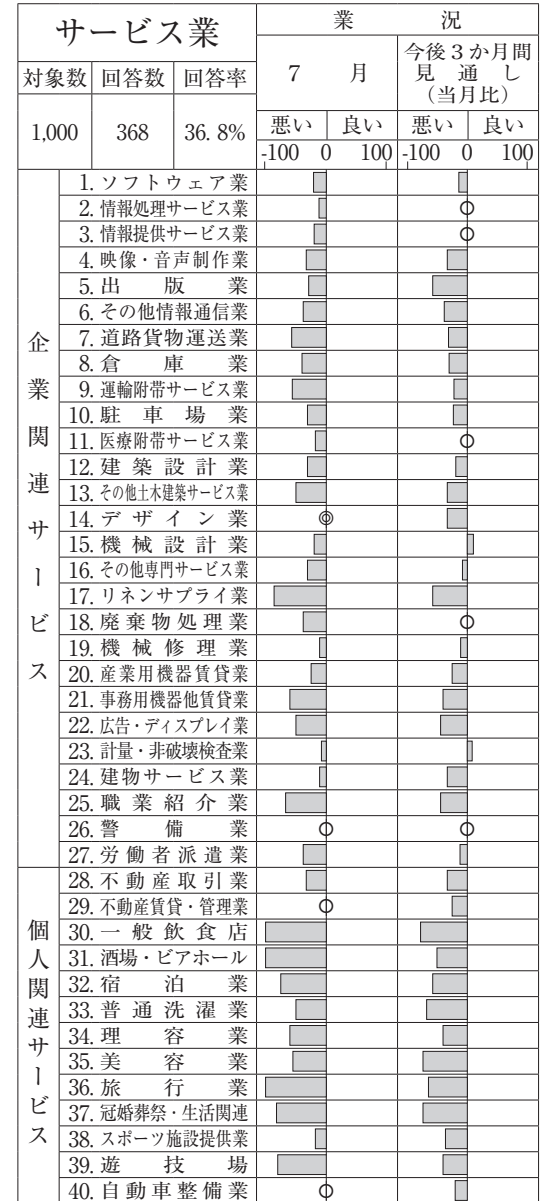 サービス業
業況
7月
今後3か月間
見通し
(当月比)
対象数 回答数 回答率
1,000 368 36.8%
悪い 良い 悪い 良い
-100 0 100 -100 0 100
企業関連サービス
1. ソフトウェア業
2. 情報処理サービス業
3. 情報提供サービス業
4. 映像・音声制作業
5. 出版業
6. その他情報通信業
7. 道路貨物運送業
8. 倉庫業
9. 運輸附帯サービス業
10. 駐車場業
11. 医療附帯サービス業
12. 建築設計業
13. その他土木建築サービス業
14. デザイン業
15. 機械設計業
16. その他専門サービス業
17. リネンサプライ業
18. 廃棄物処理業
19. 機械修理業
20. 産業用機器賃貸業
21. 事務用機器他賃貸業
22. 広告・ディスプレイ業
23. 計量・非破壊検査業
24. 建物サービス業
25. 職業紹介業
26. 警備業
27. 労働者派遣業
個人関連サービス
28. 不動産取引業
29. 不動産賃貸・管理業
30. 一般飲食店
31. 酒場・ビアホール
32. 宿泊業
33. 普通洗濯業
34. 理容業
35. 美容業
36. 旅行業
37. 冠婚葬祭・生活関連
38. スポーツ施設提供業
39. 遊技場
40. 自動車整備業